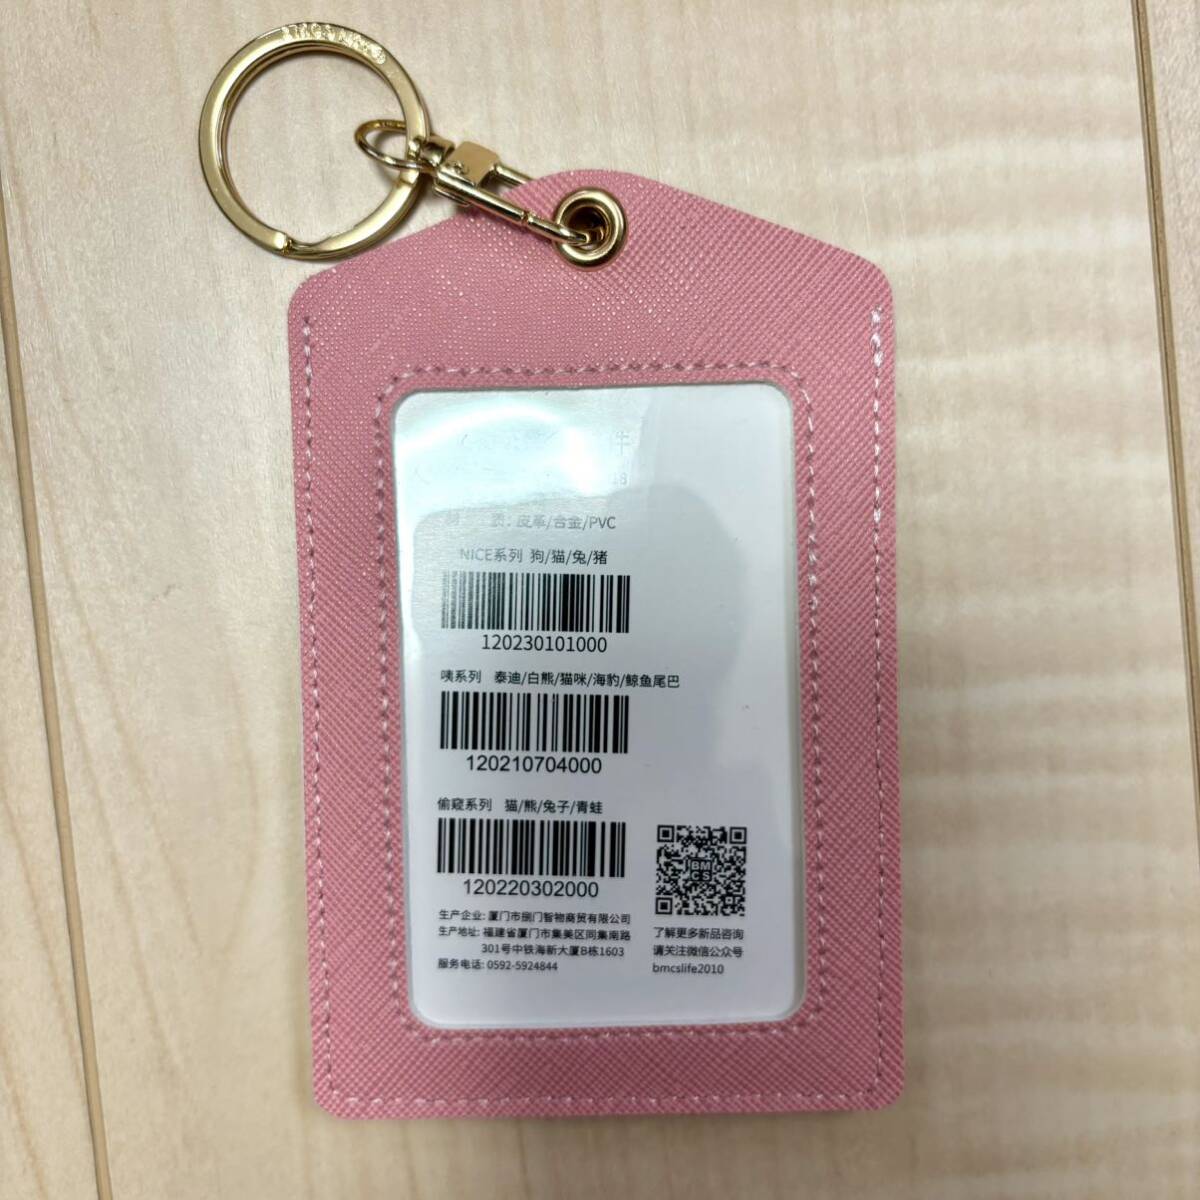 件
18
材 质: 皮革/合金/PVC
NICE系列 狗/猫/兔/猪
120230101000
咦系列 泰迪/白熊/猫咪/海豹/鲸鱼尾巴
120210704000
偷窥系列 猫/熊/兔子/青蛙
120220302000
BM
CS
生产企业: 厦门市捌门智物商贸有限公司
生产地址: 福建省厦门市集美区同集南路
301号中铁海新大厦B栋1603
服务电话: 0592-5924844
了解更多新品咨询
请关注微信公众号
bmcslife2010